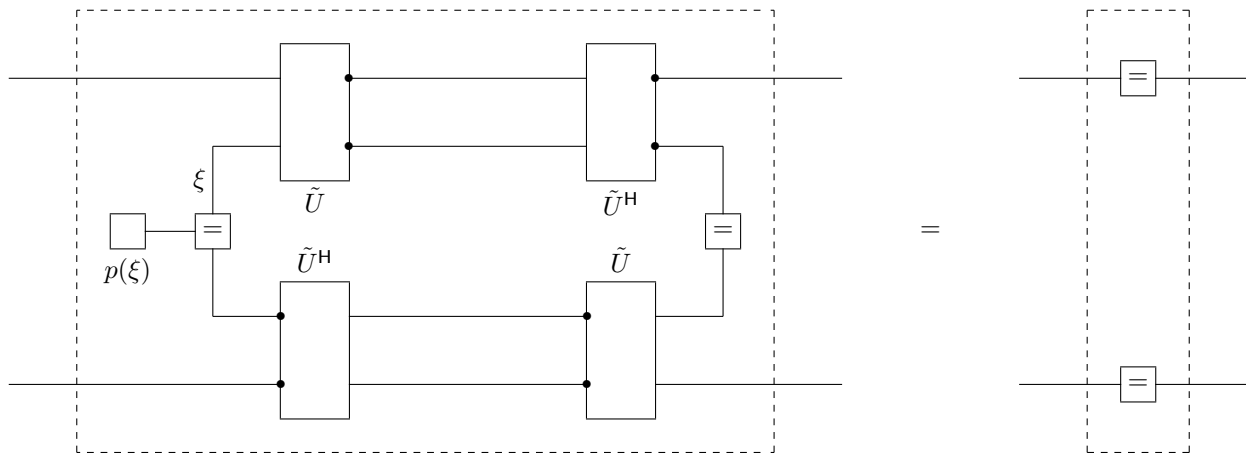 = =
ξ
Ũ Ũᴴ
= = =
p(ξ)
Ũᴴ Ũ
=